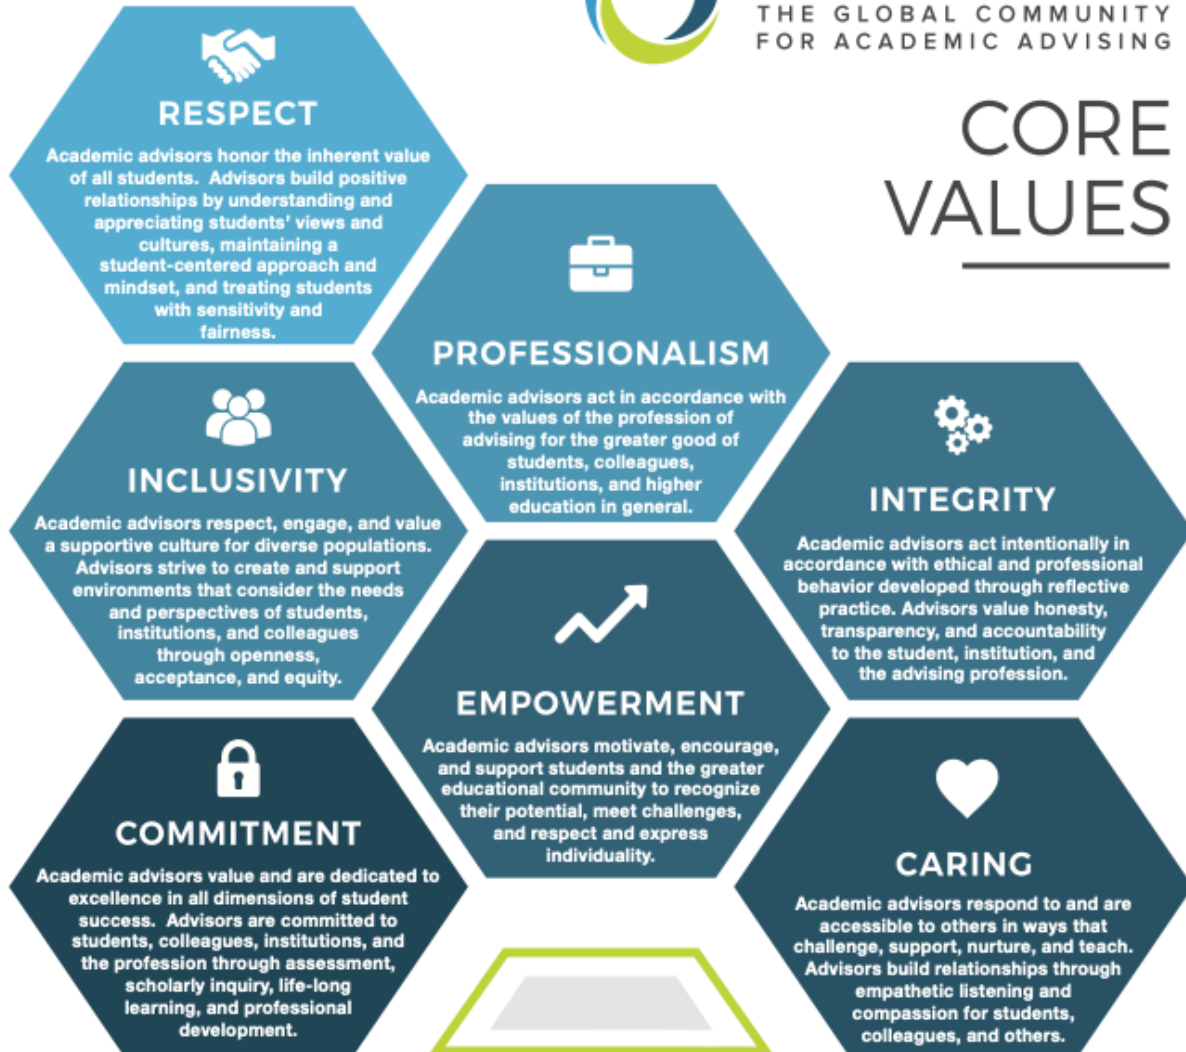 THE GLOBAL COMMUNITY
FOR ACADEMIC ADVISING
CORE
VALUES
RESPECT
Academic advisors honor the inherent value
of all students.  Advisors build positive
relationships by understanding and
appreciating students' views and
cultures, maintaining a
student-centered approach and
mindset, and treating students
with sensitivity and
fairness.
PROFESSIONALISM
Academic advisors act in accordance with
the values of the profession of
advising for the greater good of
students, colleagues,
institutions, and higher
education in general.
INCLUSIVITY
Academic advisors respect, engage, and value
a supportive culture for diverse populations.
Advisors strive to create and support
environments that consider the needs
and perspectives of students,
institutions, and colleagues
through openness,
acceptance, and equity.
INTEGRITY
Academic advisors act intentionally in
accordance with ethical and professional
behavior developed through reflective
practice. Advisors value honesty,
transparency, and accountability
to the student, institution, and
the advising profession.
EMPOWERMENT
Academic advisors motivate, encourage,
and support students and the greater
educational community to recognize
their potential, meet challenges,
and respect and express
individuality.
COMMITMENT
Academic advisors value and are dedicated to
excellence in all dimensions of student
success.  Advisors are committed to
students, colleagues, institutions, and
the profession through assessment,
scholarly inquiry, life-long
learning, and professional
development.
CARING
Academic advisors respond to and are
accessible to others in ways that
challenge, support, nurture, and teach.
Advisors build relationships through
empathetic listening and
compassion for students,
colleagues, and others.